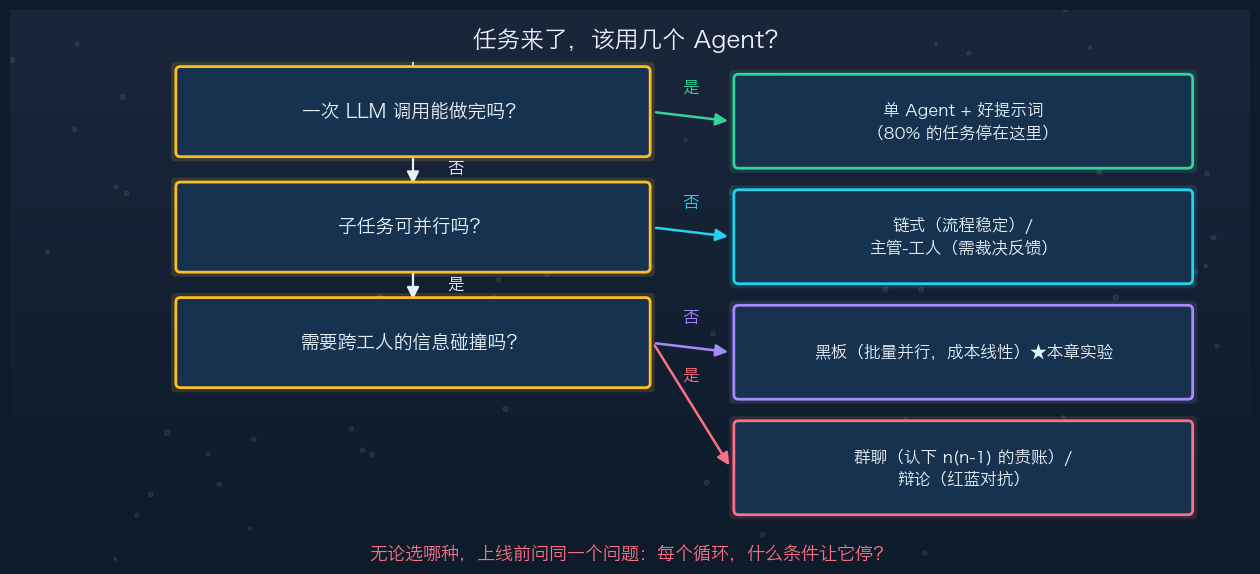 任务来了，该用几个 Agent？
一次 LLM 调用能做完吗？
是
单 Agent + 好提示词
（80% 的任务停在这里）
否
子任务可并行吗？
否
链式（流程稳定）/
主管-工人（需裁决反馈）
是
需要跨工人的信息碰撞吗？
否
黑板（批量并行，成本线性）★本章实验
是
群聊（认下 n(n-1) 的贵账）/
辩论（红蓝对抗）
无论选哪种，上线前问同一个问题：每个循环，什么条件让它停？